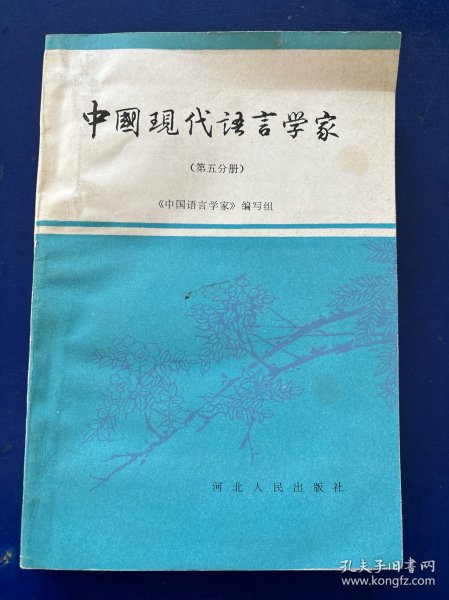 中國現代語言学家
（第五分册）
《中国语言学家》编写组
河北人民出版社
孔夫子旧书网
www.kongfz.com